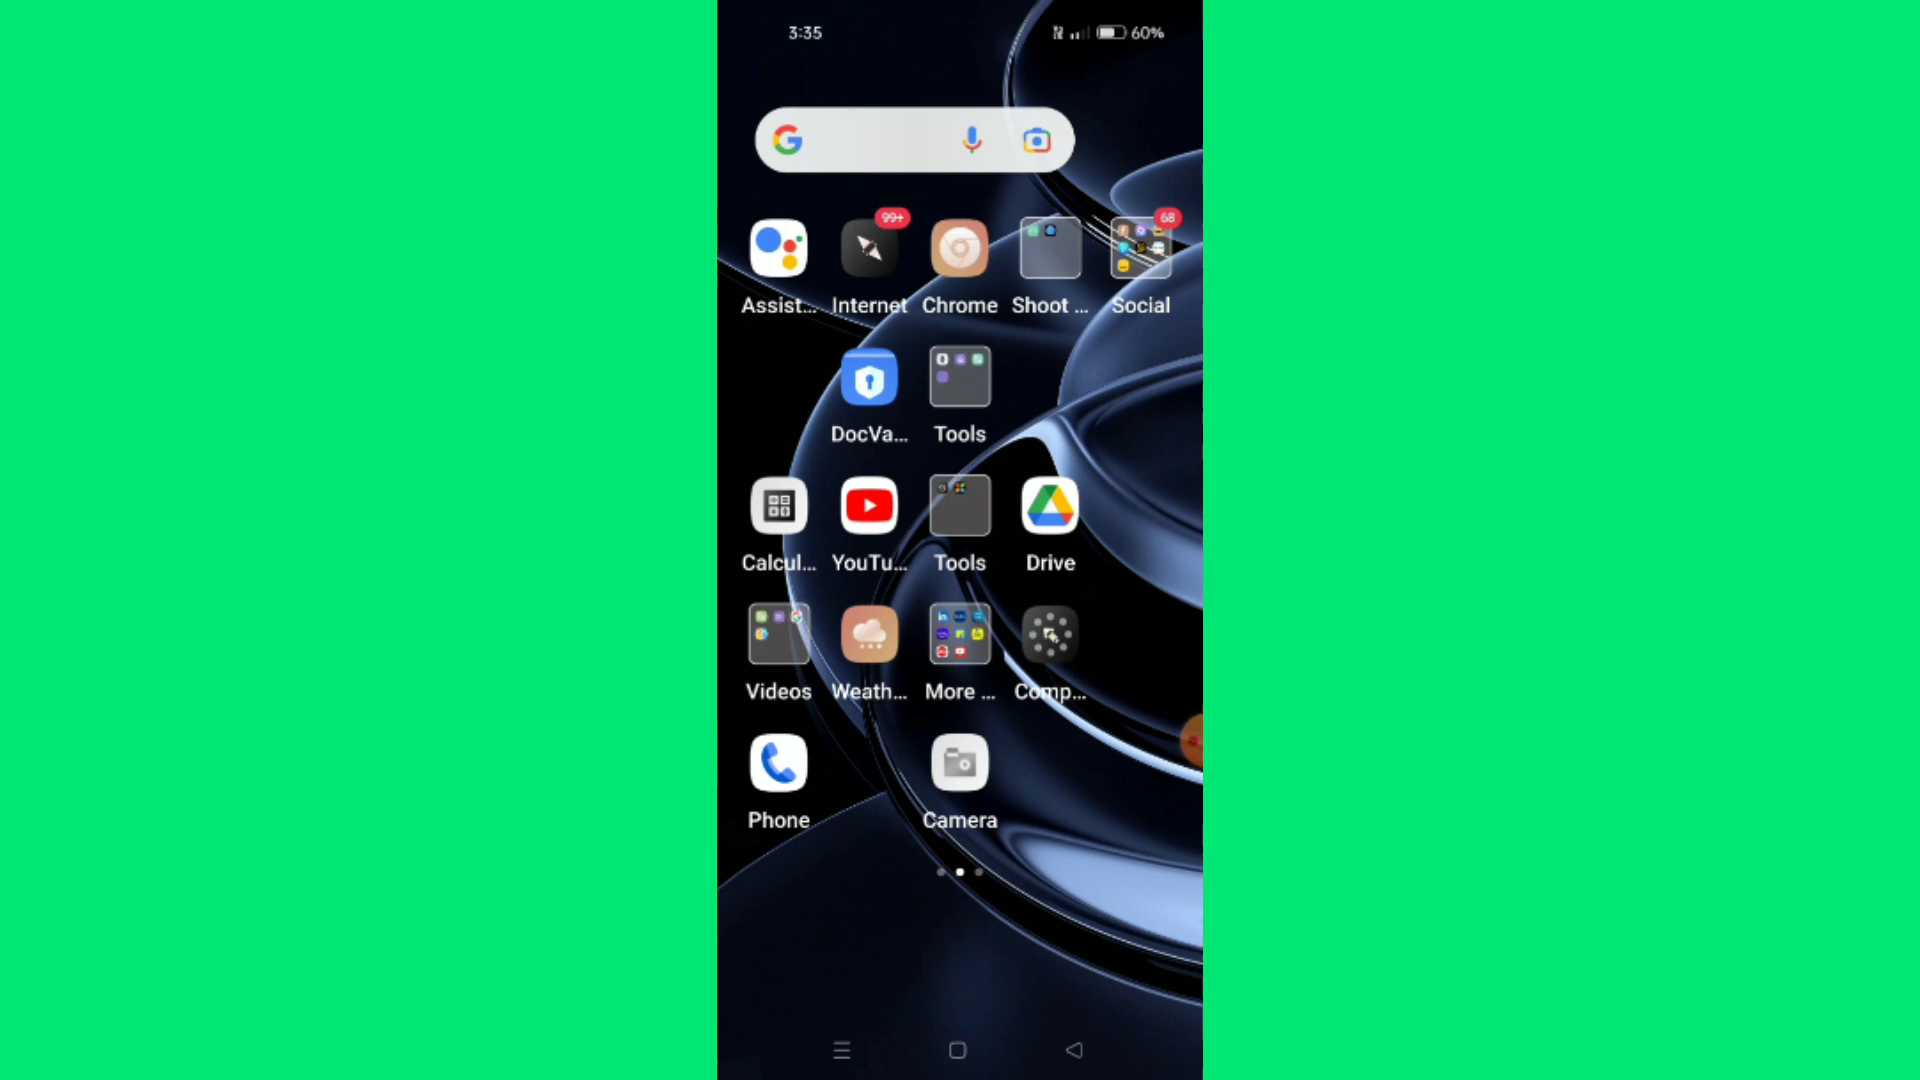 3:35 60%
99+ 68
Assist... Internet Chrome Shoot ... Social
DocVa... Tools
Calcul... YouTu... Tools Drive
Videos Weath... More ... Comp...
Phone Camera